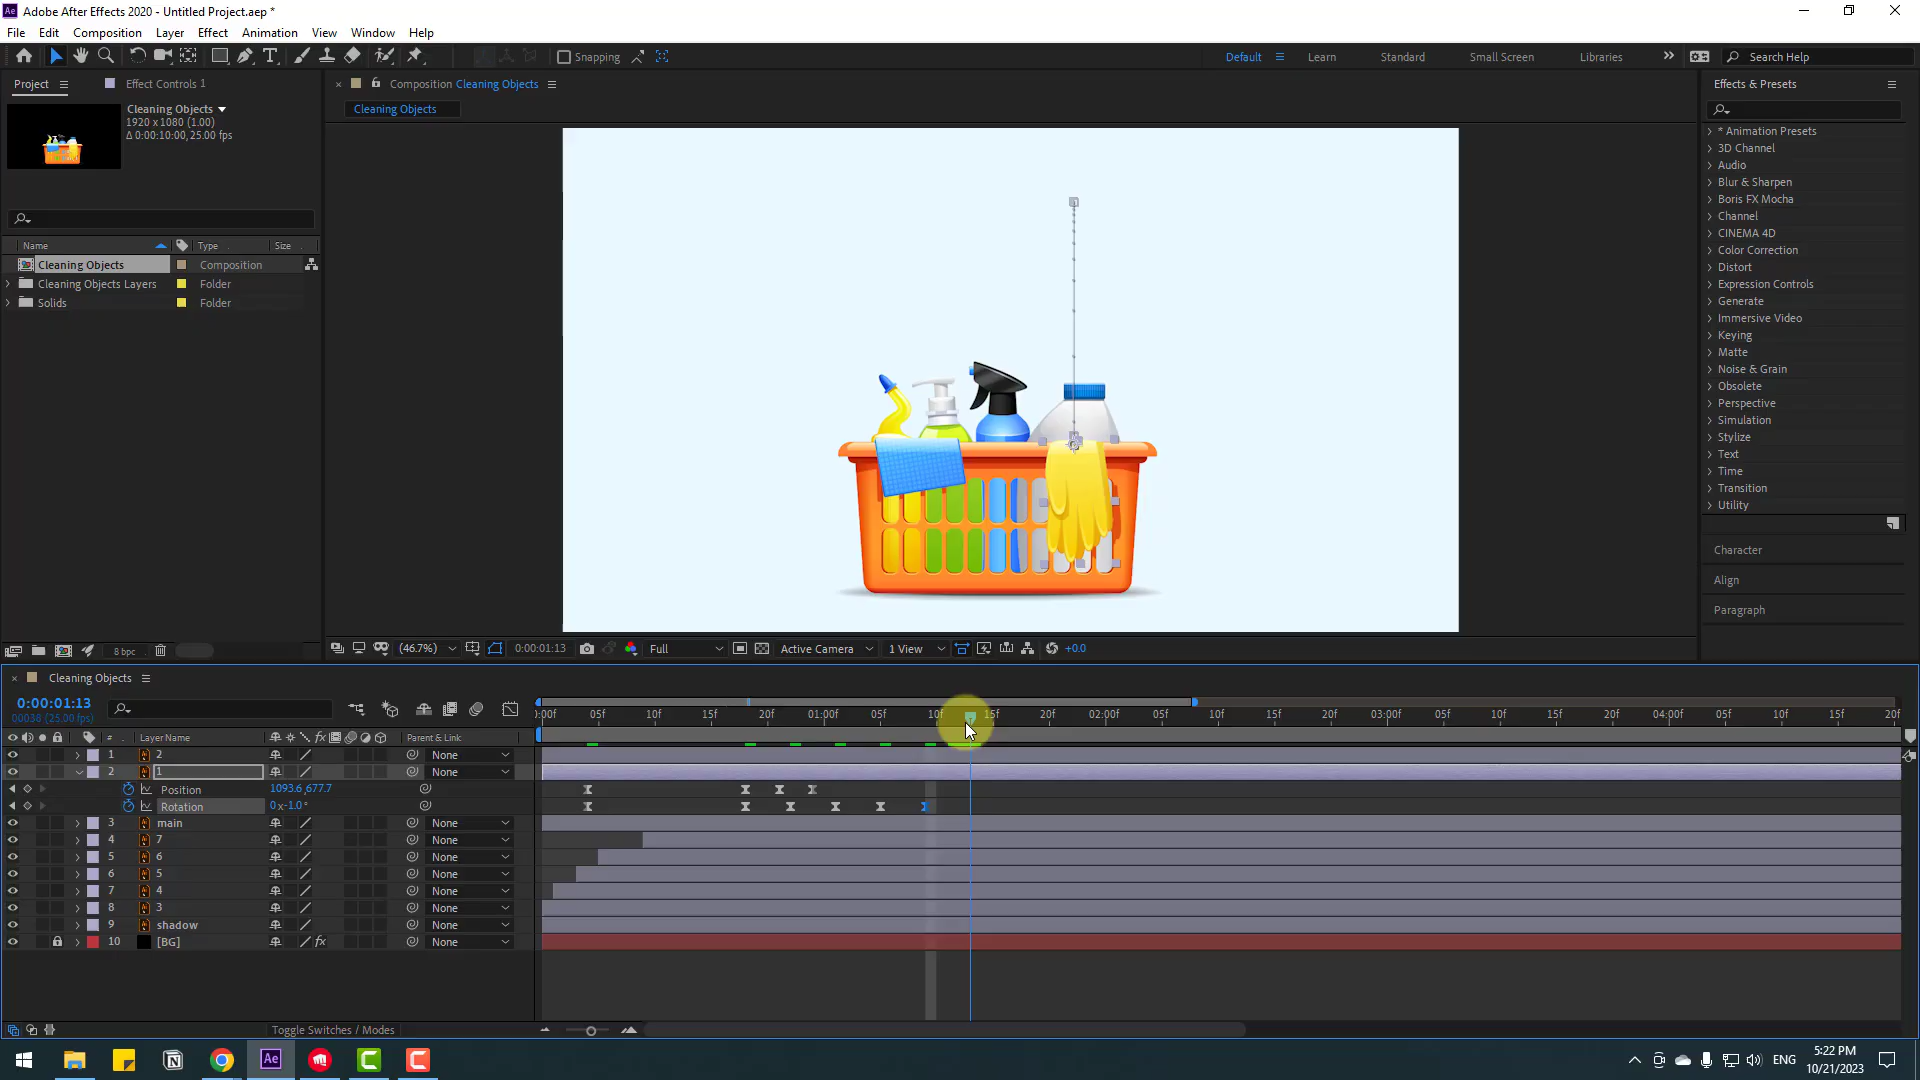 Adobe After Effects 2020 - Untitled Project.aep *
File Edit Composition Layer Effect Animation View Window Help
Snapping
Default Learn Standard Small Screen Libraries Search Help
Project Effect Controls 1
Composition Cleaning Objects
Effects & Presets
Cleaning Objects
1920 x 1080 (1.00)
Δ 0:00:10:00, 25.00 fps
Cleaning Objects
Name Type Size
Cleaning Objects Composition
Cleaning Objects Layers Folder
Solids Folder
* Animation Presets
3D Channel
Audio
Blur & Sharpen
Boris FX Mocha
Channel
CINEMA 4D
Color Correction
Distort
Expression Controls
Generate
Immersive Video
Keying
Matte
Noise & Grain
Obsolete
Perspective
Simulation
Stylize
Text
Time
Transition
Utility
Character
Align
Paragraph
8 bpc
(46.7%) 0:00:01:13 Full Active Camera 1 View +0.0
Cleaning Objects
0:00:01:13
00038 (25.00 fps)
:00f 05f 10f 15f 20f 01:00f 05f 10f 15f 20f 02:00f 05f 10f 15f 20f 03:00f 05f 10f 15f 20f 04:00f 05f 10f 15f 20f
# Layer Name Parent & Link
1 2 None
2 1 None
Position 1093.6,677.7
Rotation 0x-1.0°
3 main None
4 7 None
5 6 None
6 5 None
7 4 None
8 3 None
9 shadow None
10 [BG] fx None
Toggle Switches / Modes
ENG
5:22 PM
10/21/2023